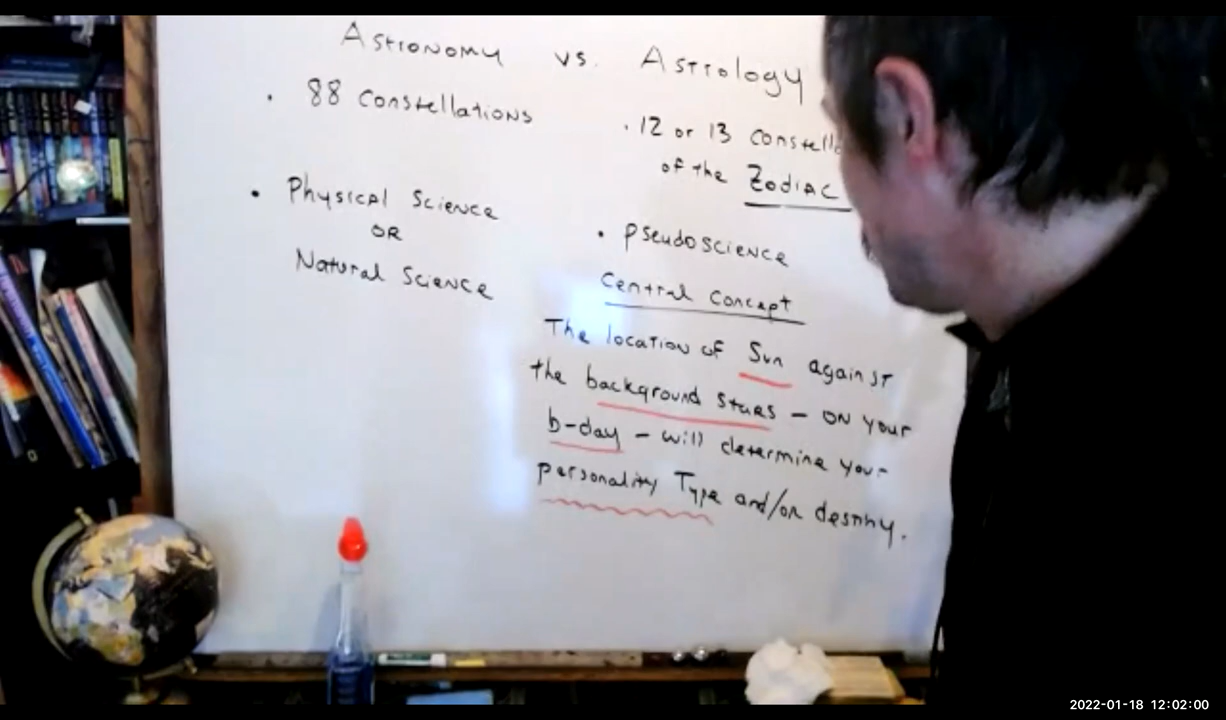 Astronomy vs. Astrology
• 88 constellations
• 12 or 13 constell
of the Zodiac
• Physical Science
OR
Natural Science
• pseudoscience
Central Concept
The location of Sun against
the background stars – on your
b-day – will determine your
personality Type and/or destiny.
2022-01-18 12:02:00